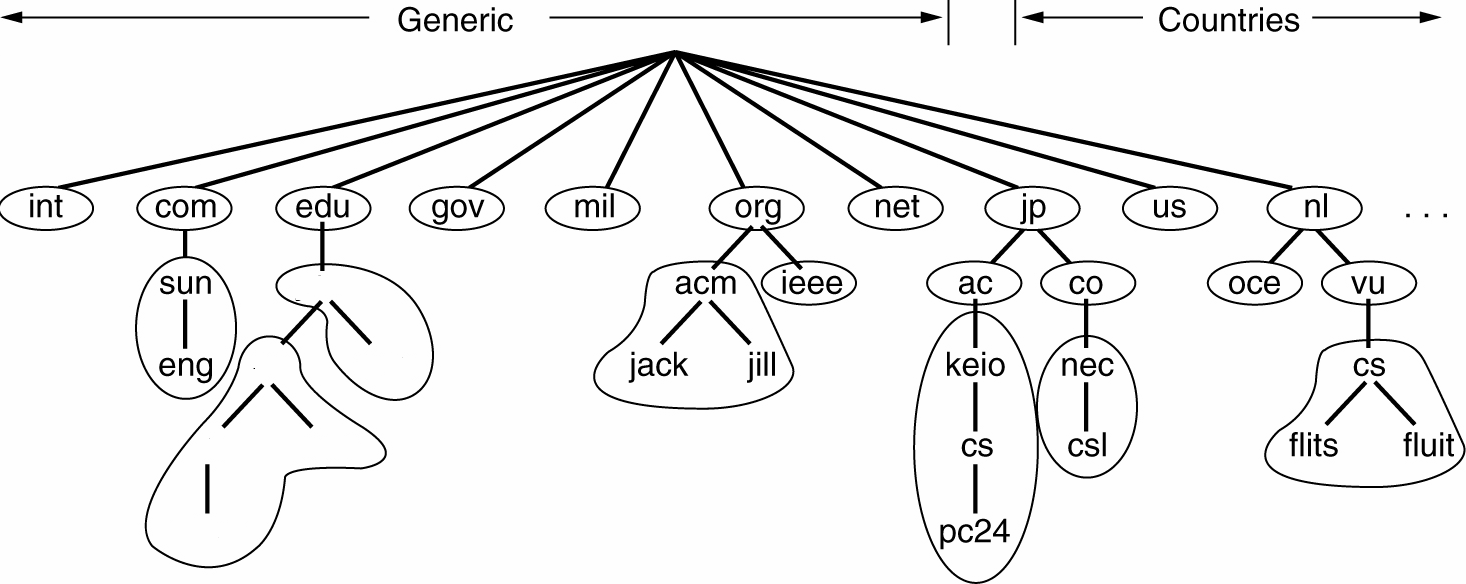 Generic Countries
int com edu gov mil org net jp us nl . . .
sun acm ieee ac co oce vu
eng jack jill keio nec cs
cs csl flits fluit
pc24